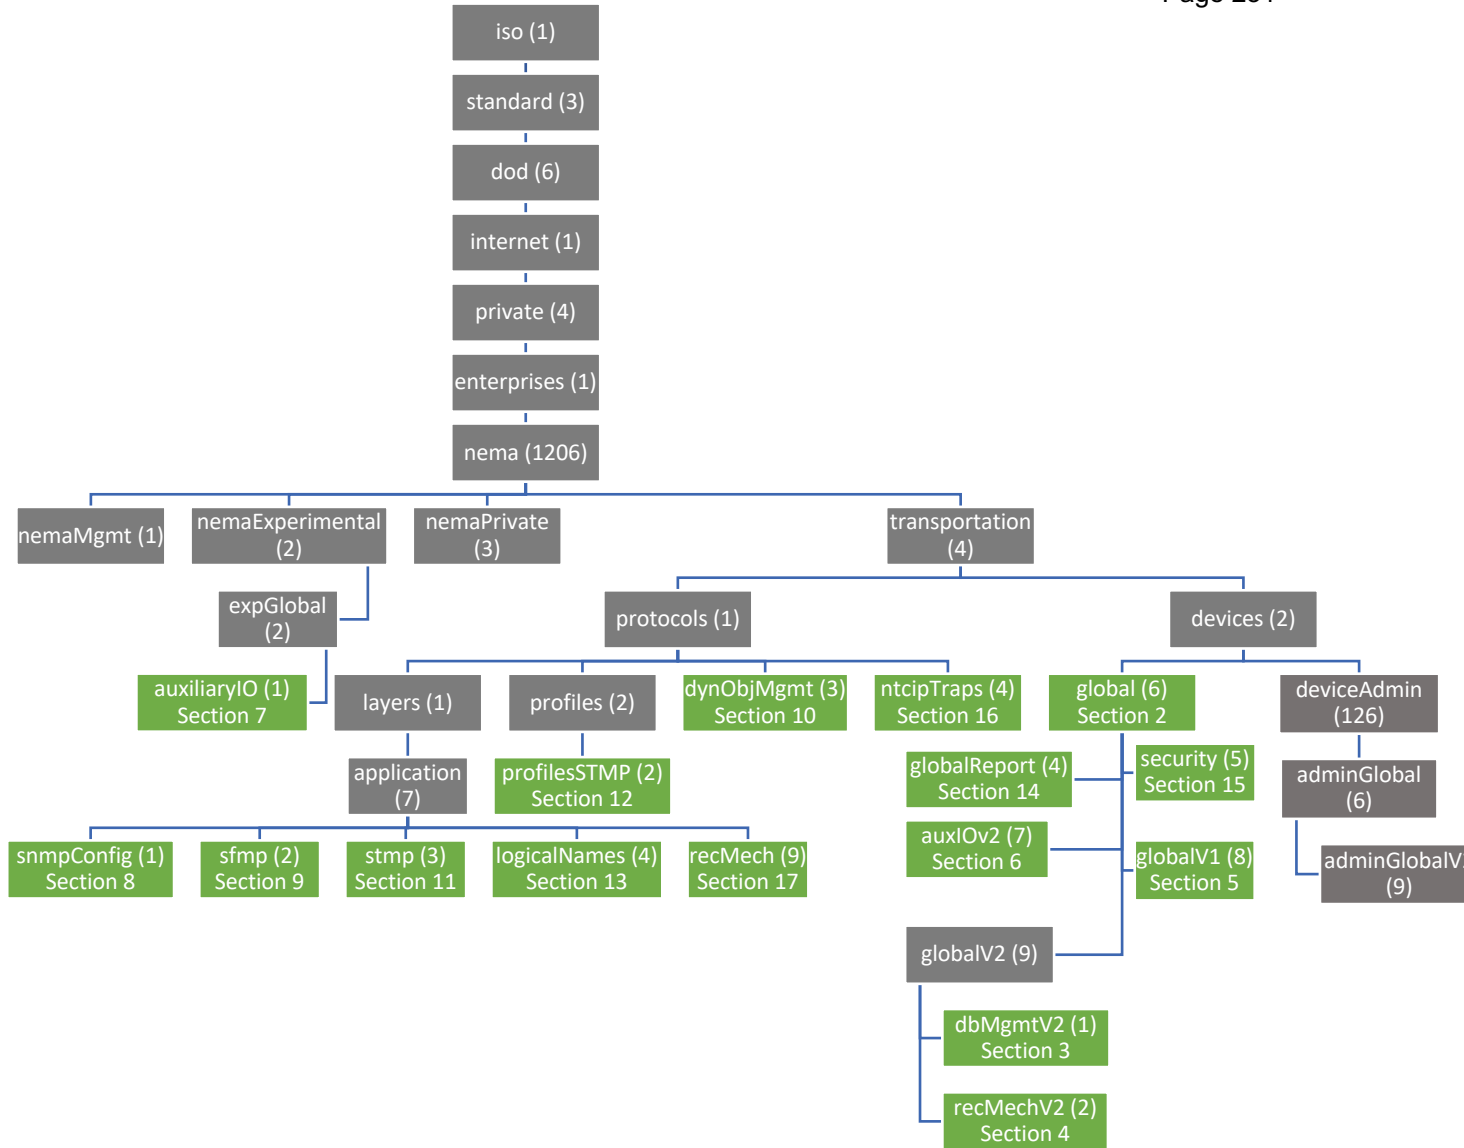 iso (1)
standard (3)
dod (6)
internet (1)
private (4)
enterprises (1)
nema (1206)
nemaMgmt (1)
nemaExperimental
(2)
nemaPrivate
(3)
transportation
(4)
expGlobal
(2)
protocols (1)
devices (2)
auxiliaryIO (1)
Section 7
layers (1)
profiles (2)
dynObjMgmt (3)
Section 10
ntcipTraps (4)
Section 16
global (6)
Section 2
deviceAdmin
(126)
application
(7)
profilesSTMP (2)
Section 12
globalReport (4)
Section 14
security (5)
Section 15
adminGlobal
(6)
snmpConfig (1)
Section 8
sfmp (2)
Section 9
stmp (3)
Section 11
logicalNames (4)
Section 13
recMech (9)
Section 17
auxIOv2 (7)
Section 6
globalV1 (8)
Section 5
(9)
globalV2 (9)
dbMgmtV2 (1)
Section 3
recMechV2 (2)
Section 4